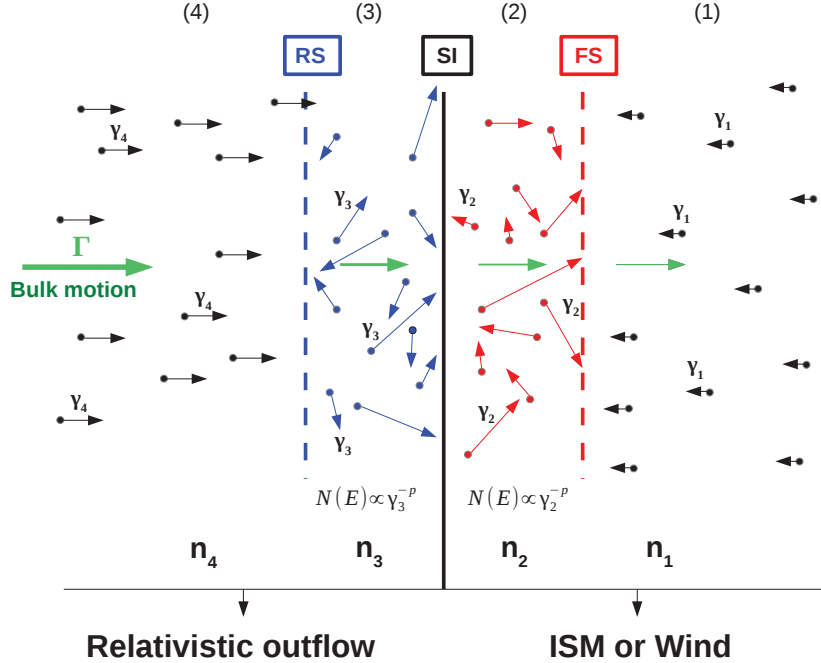 (4) (3) (2) (1)
RS SI FS
γ₄
γ₁
γ₃
γ₂
γ₁
Γ
Bulk motion
γ₄
γ₃
γ₂
γ₁
γ₄
γ₃
γ₂
N(E)∝γ₃⁻ᵖ N(E)∝γ₂⁻ᵖ
n₄ n₃ n₂ n₁
Relativistic outflow ISM or Wind